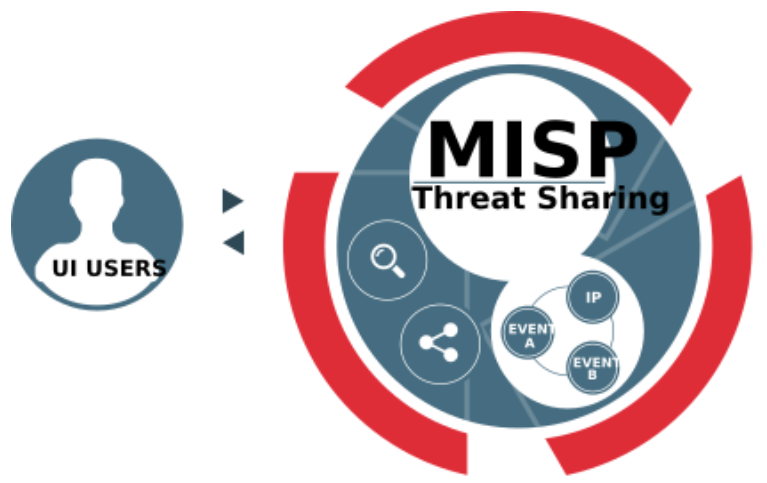 UI USERS
MISP
Threat Sharing
IP
EVENT
A
EVENT
B